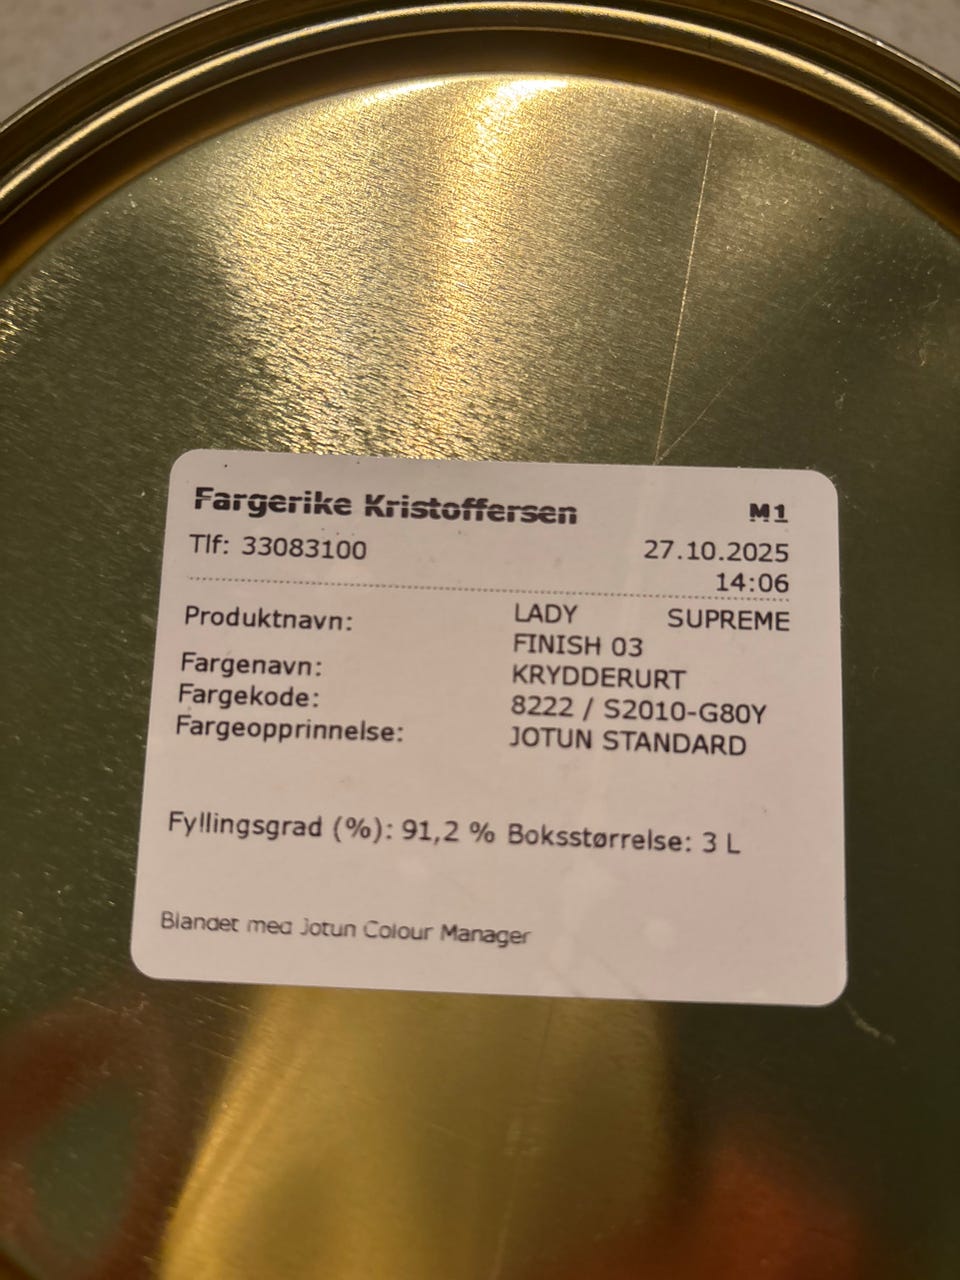 Fargerike Kristoffersen M1
Tlf: 33083100 27.10.2025
14:06
Produktnavn: LADY SUPREME
FINISH 03
Fargenavn: KRYDDERURT
Fargekode: 8222 / S2010-G80Y
Fargeopprinnelse: JOTUN STANDARD
Fyllingsgrad (%): 91,2 % Boksstørrelse: 3 L
Blandet med Jotun Colour Manager